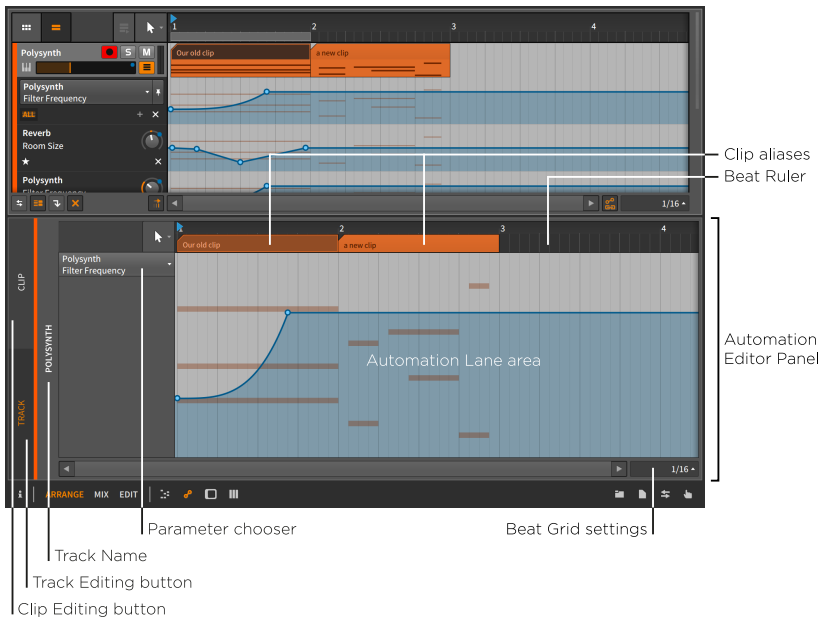 1 2 3 4
Polysynth S M
Our old clip a new clip
Polysynth
Filter Frequency
ALL + ×
Reverb
Room Size
Polysynth
Filter Frequency
1/16
Clip aliases
Beat Ruler
2 3 4
Our old clip a new clip
Polysynth
Filter Frequency
CLIP
POLYSYNTH
TRACK
Automation Lane area
Automation
Editor Panel
1/16
ARRANGE MIX EDIT
Parameter chooser
Beat Grid settings
Track Name
Track Editing button
Clip Editing button